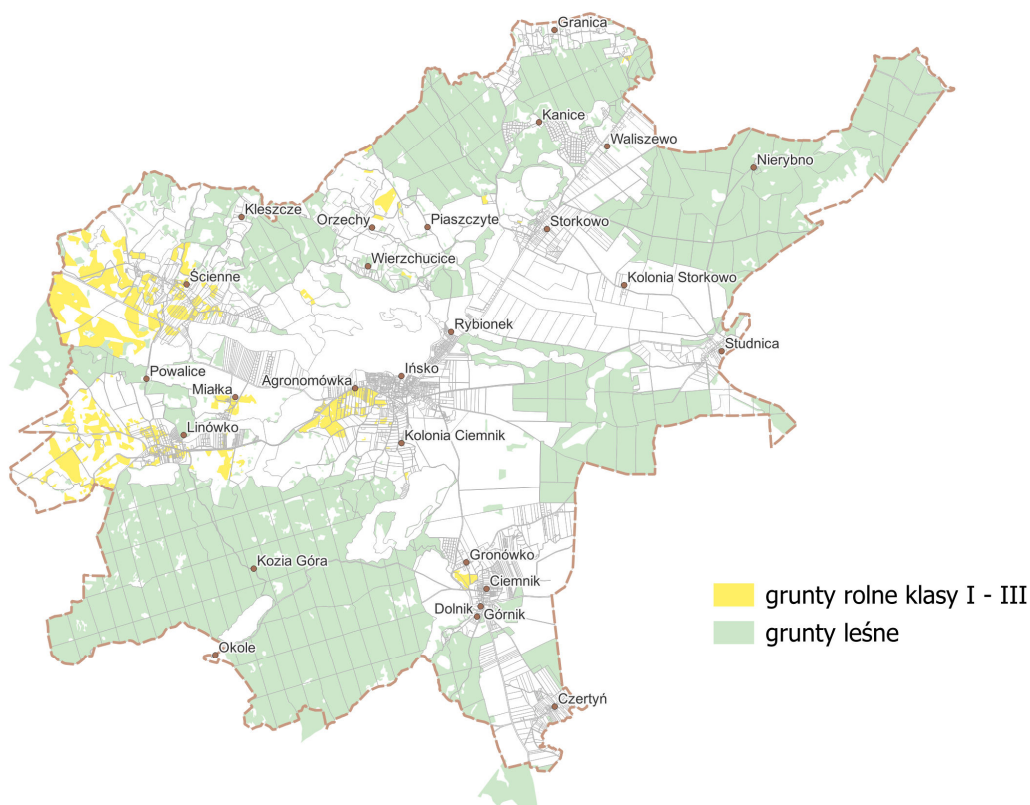 Granica
Kanice
Waliszewo
Nierybno
Kleszcze
Orzechy
Piaszczyte
Storkowo
Wierzchucice
Ścienne
Kolonia Storkowo
Rybionek
Studnica
Powalice
Ińsko
Agronomówka
Miałka
Linówko
Kolonia Ciemnik
Gronówko
Kozia Góra
Ciemnik
Dolnik
Górnik
Okole
Czertyń
grunty rolne klasy I - III
grunty leśne